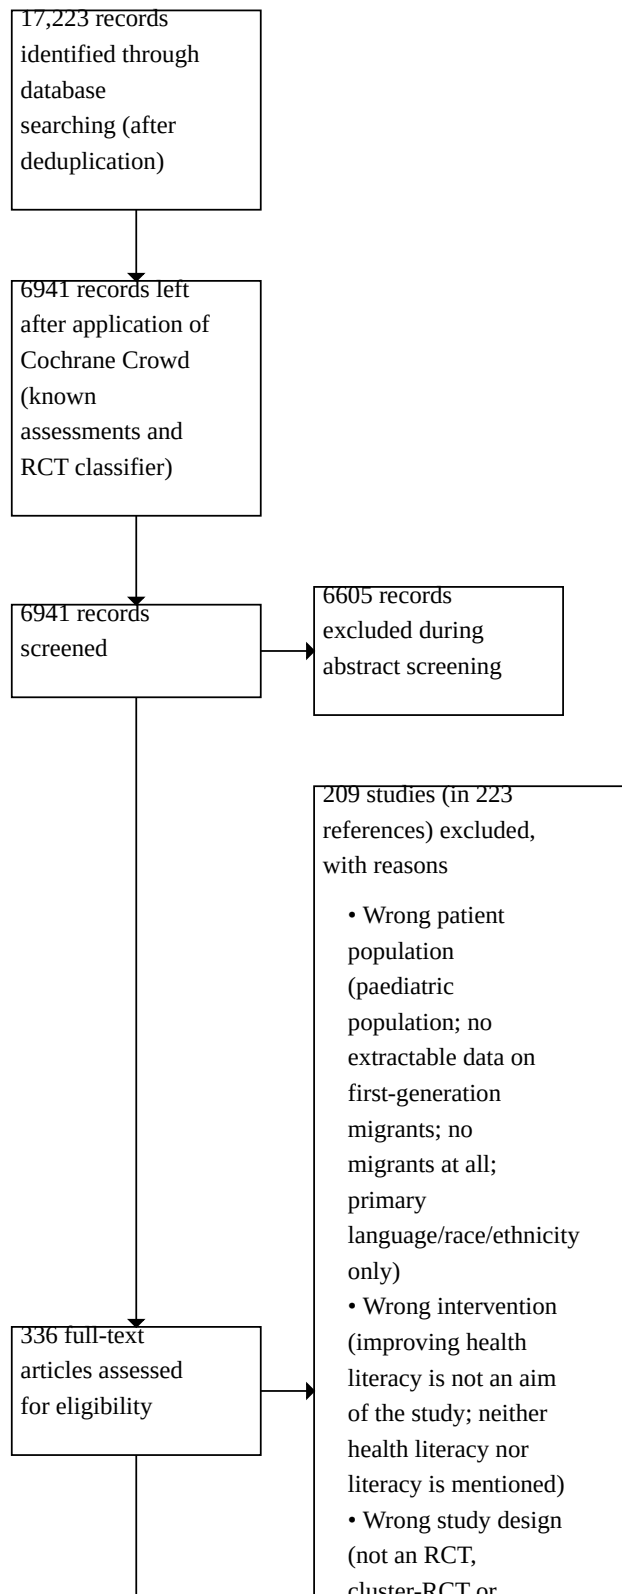 17,223 records
identified through
database
searching (after
deduplication)
6941 records left
after application of
Cochrane Crowd
(known
assessments and
RCT classifier)
6941 records
screened
6605 records
excluded during
abstract screening
209 studies (in 223
references) excluded,
with reasons
• Wrong patient
population
(paediatric
population; no
extractable data on
first-generation
migrants; no
migrants at all;
primary
language/race/ethnicity
only)
• Wrong intervention
(improving health
literacy is not an aim
of the study; neither
health literacy nor
literacy is mentioned)
• Wrong study design
(not an RCT,
cluster-RCT or
336 full-text
articles assessed
for eligibility